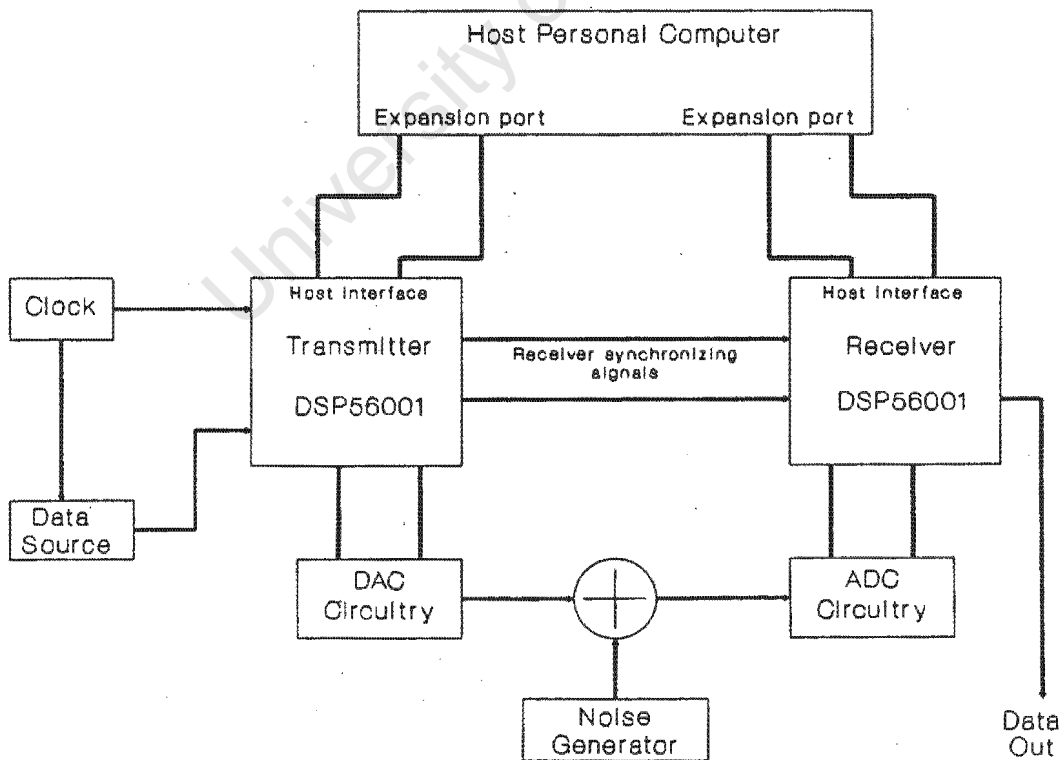 University
Host Personal Computer
Expansion port
Expansion port
Host Interface
Host Interface
Clock
Transmitter
Receiver synchronizing
signals
Receiver
DSP56001
DSP56001
Data
Source
DAC
Circuitry
ADC
Circuitry
Noise
Generator
Data
Out